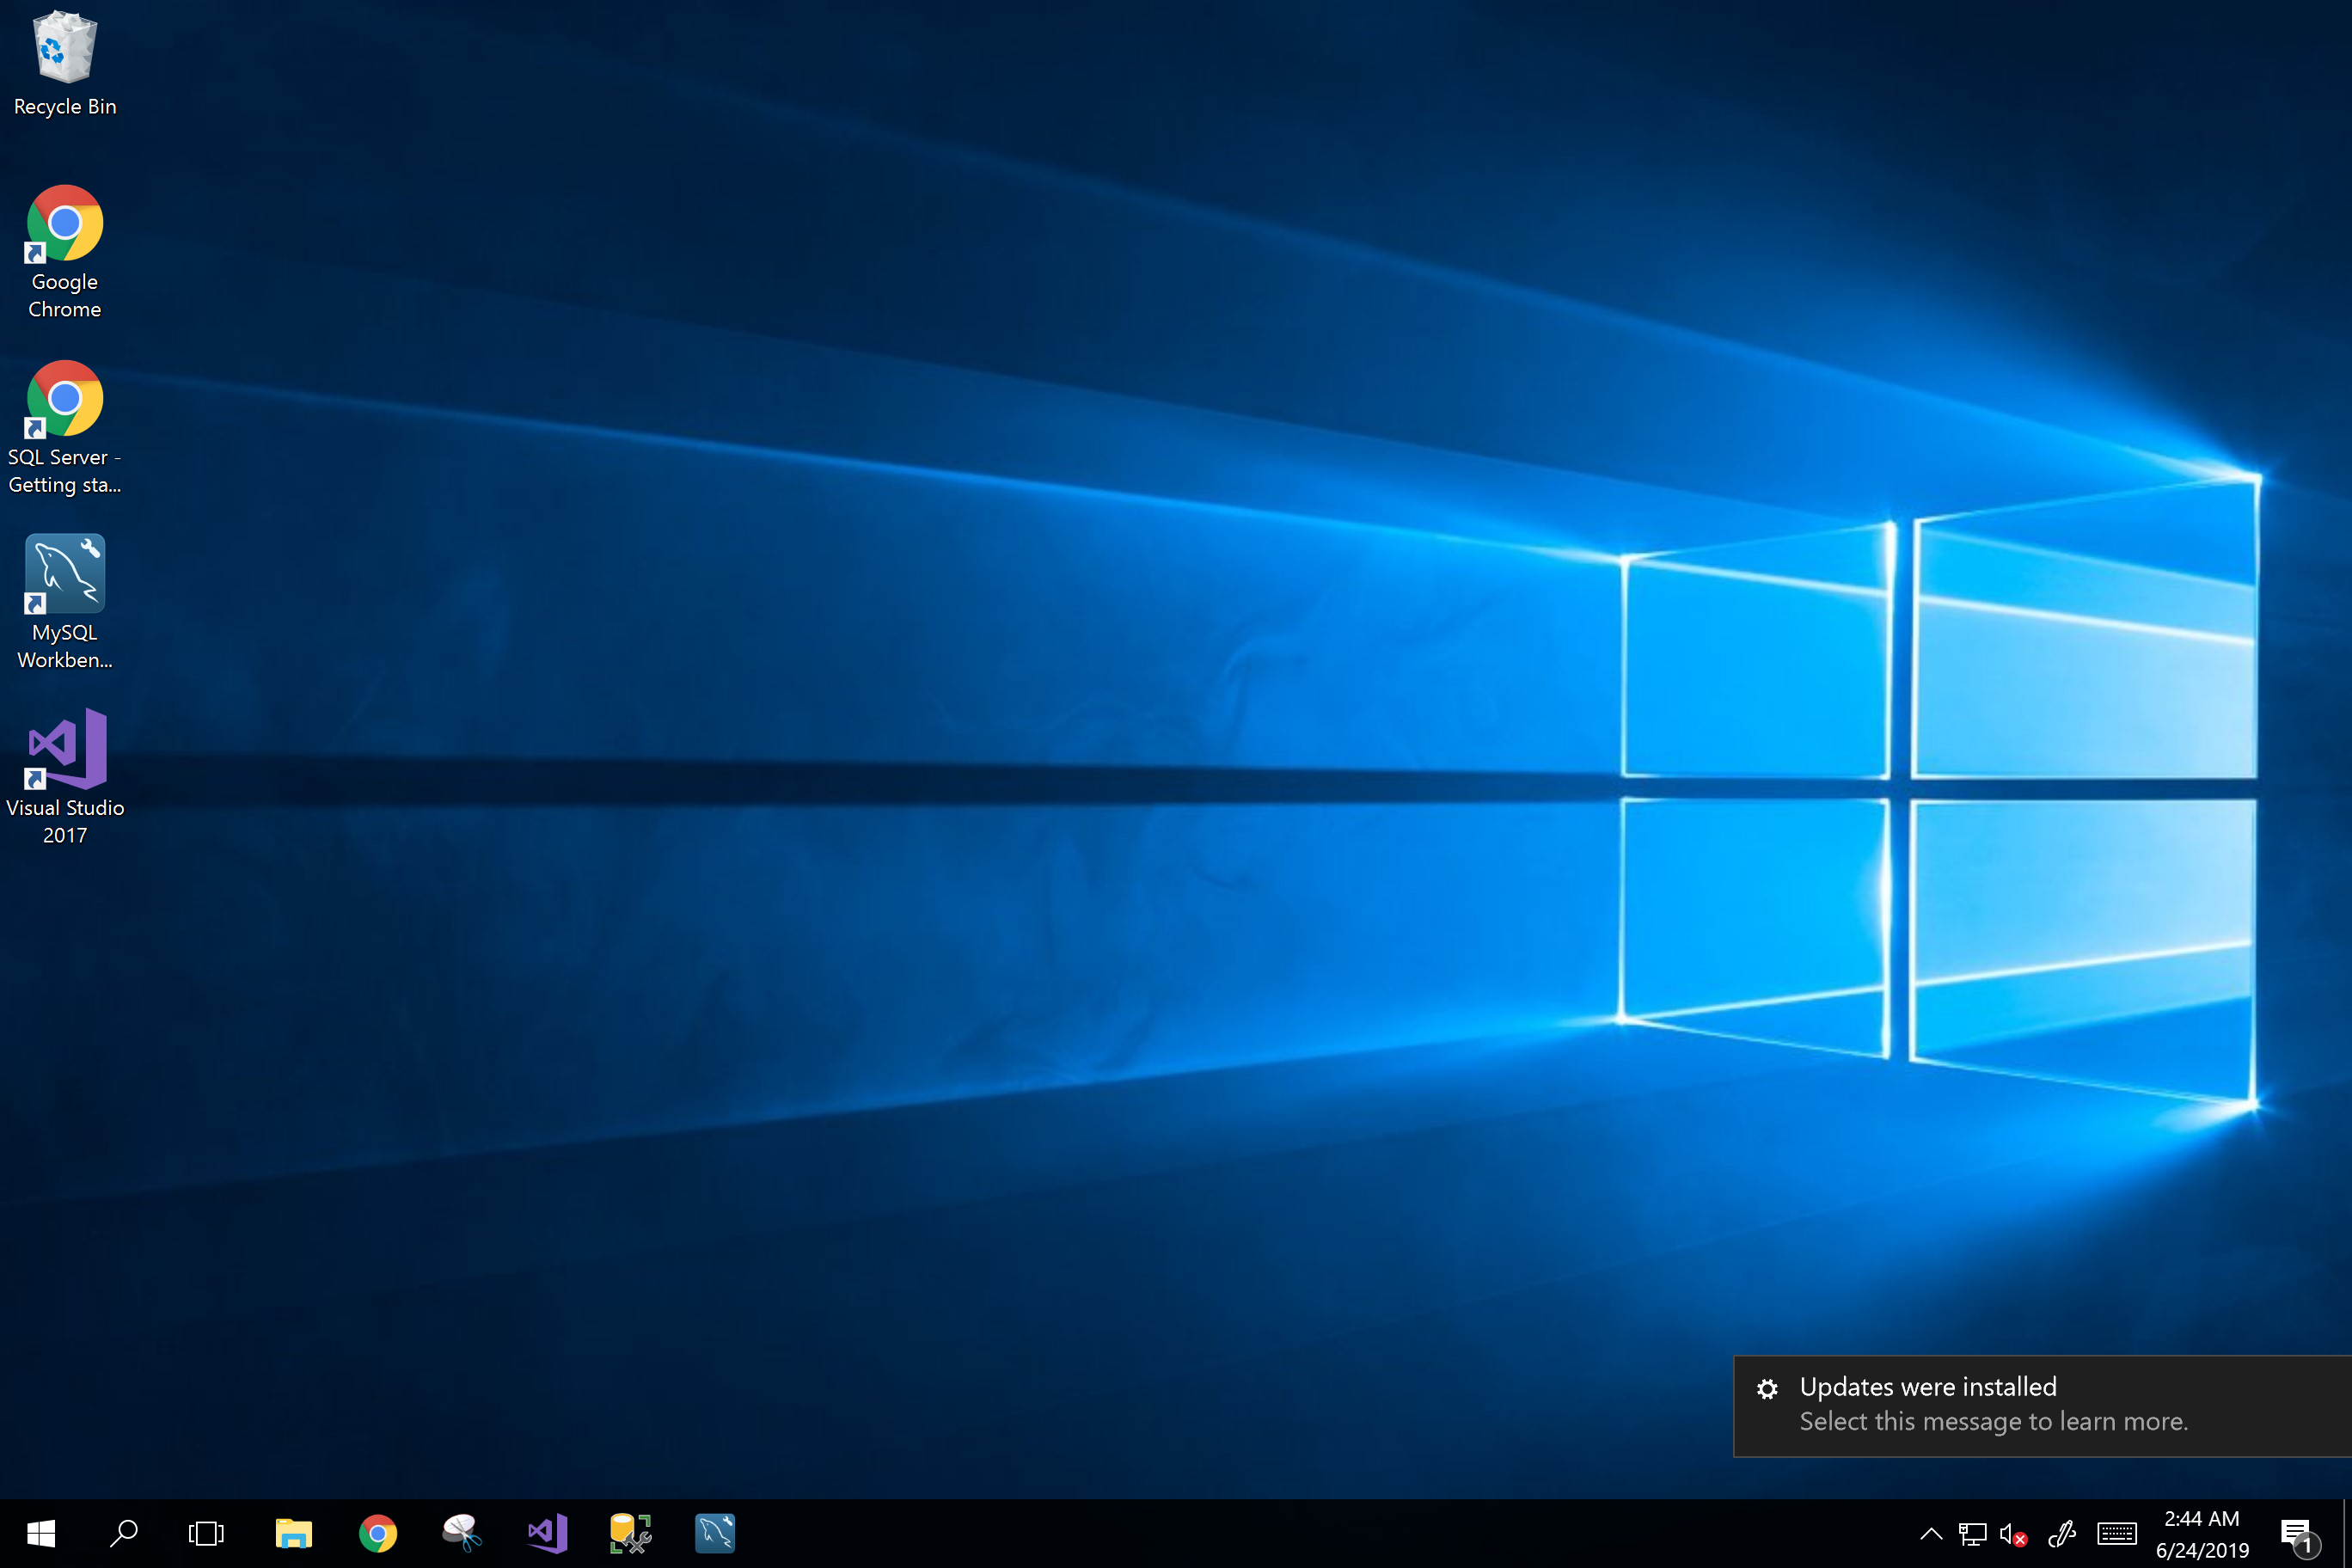 Recycle Bin
Google
Chrome
SQL Server -
Getting sta...
MySQL
Workben...
Visual Studio
2017
Updates were installed
Select this message to learn more.
2:44 AM
6/24/2019
1